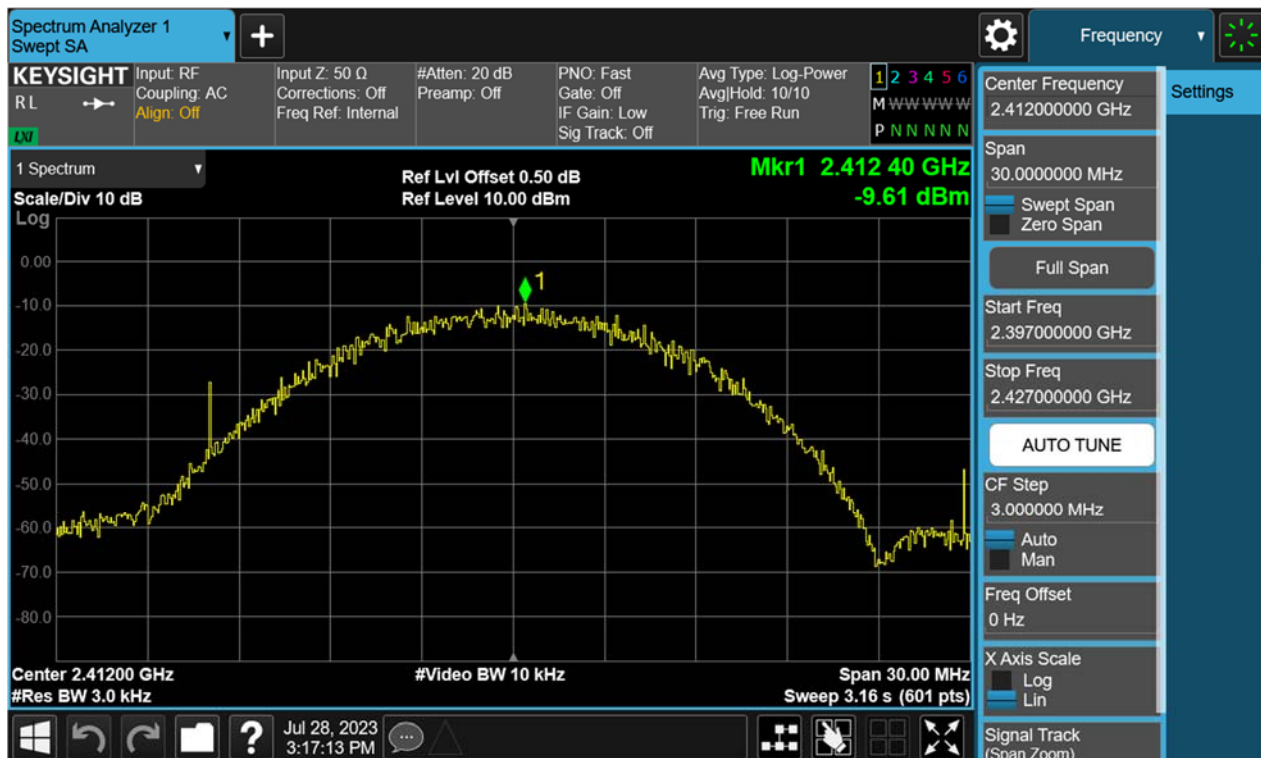 Spectrum Analyzer 1
Swept SA
Frequency
KEYSIGHT
R L
LXI
Input: RF
Coupling: AC
Align: Off
Input Z: 50 Ω
Corrections: Off
Freq Ref: Internal
#Atten: 20 dB
Preamp: Off
PNO: Fast
Gate: Off
IF Gain: Low
Sig Track: Off
Avg Type: Log-Power
Avg|Hold: 10/10
Trig: Free Run
1 2 3 4 5 6
M W W W W W
P N N N N N
1 Spectrum
Scale/Div 10 dB
Ref Lvl Offset 0.50 dB
Ref Level 10.00 dBm
Mkr1 2.412 40 GHz
-9.61 dBm
Log
0.00
-10.0
-20.0
-30.0
-40.0
-50.0
-60.0
-70.0
-80.0
1
Center 2.41200 GHz
#Res BW 3.0 kHz
#Video BW 10 kHz
Span 30.00 MHz
Sweep 3.16 s (601 pts)
Jul 28, 2023
3:17:13 PM
Center Frequency
2.412000000 GHz
Span
30.0000000 MHz
Swept Span
Zero Span
Full Span
Start Freq
2.397000000 GHz
Stop Freq
2.427000000 GHz
AUTO TUNE
CF Step
3.000000 MHz
Auto
Man
Freq Offset
0 Hz
X Axis Scale
Log
Lin
Signal Track
(Span Zoom)
Settings